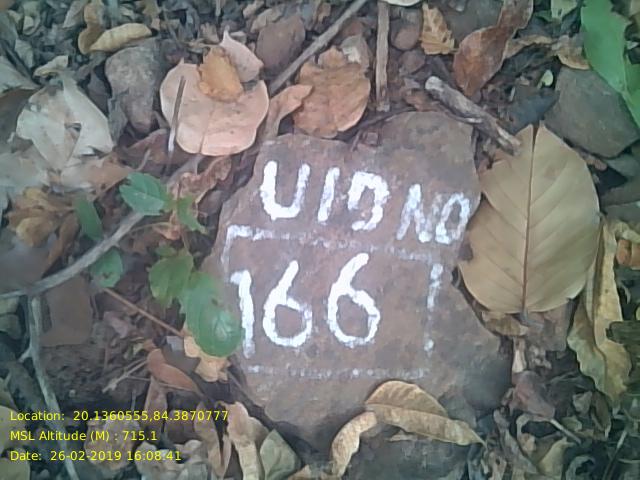 UID NO
166
Location: 20.1360555,84.3870777
MSL Altitude (M) : 715.1
Date: 26-02-2019 16:08:41